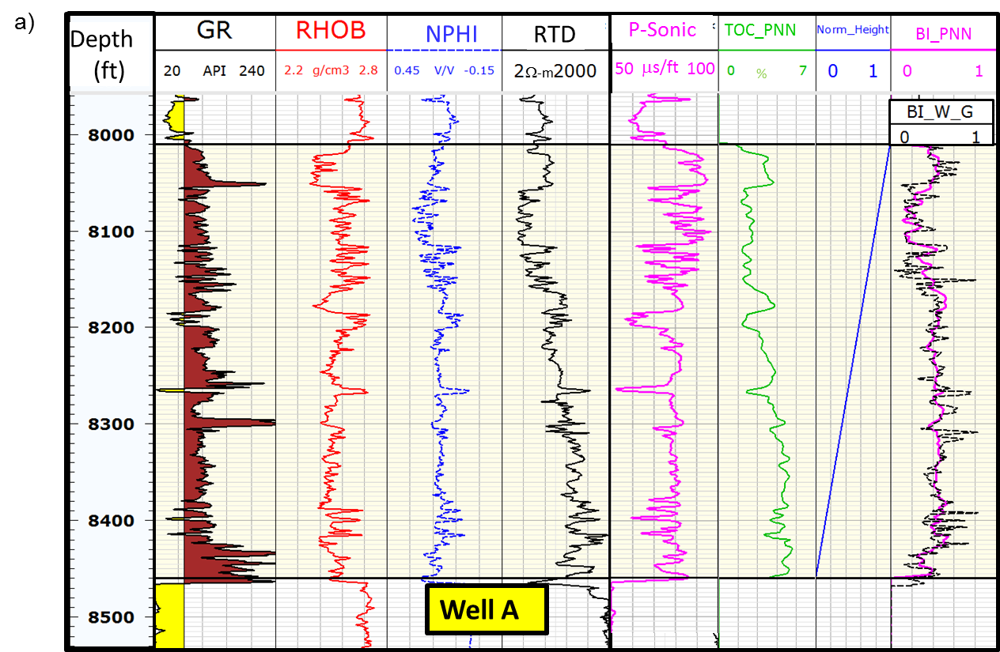 a)
Depth (ft)
GR
20 API 240
RHOB
2.2 g/cm3 2.8
NPHI
0.45 V/V -0.15
RTD
2Ω-m2000
P-Sonic
50 µs/ft 100
TOC_PNN
0 % 7
Norm_Height
0 1
BI_PNN
0 1
BI_W_G
0 1
8000
8100
8200
8300
8400
8500
Well A